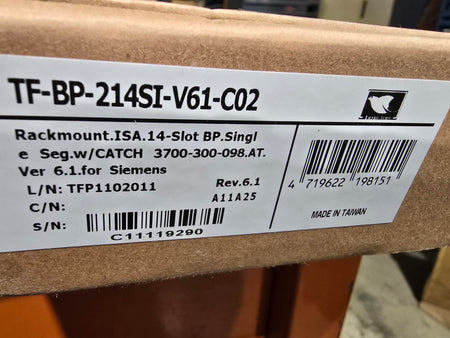 TF-BP-214SI-V61-C02
Rackmount.ISA.14-Slot BP.Singl
e Seg.w/CATCH 3700-300-098.AT.
Ver 6.1.for Siemens
L/N: TFP1102011 Rev.6.1
C/N: A11A25
S/N:
C11119290
4 719622 198151
MADE IN TAIWAN